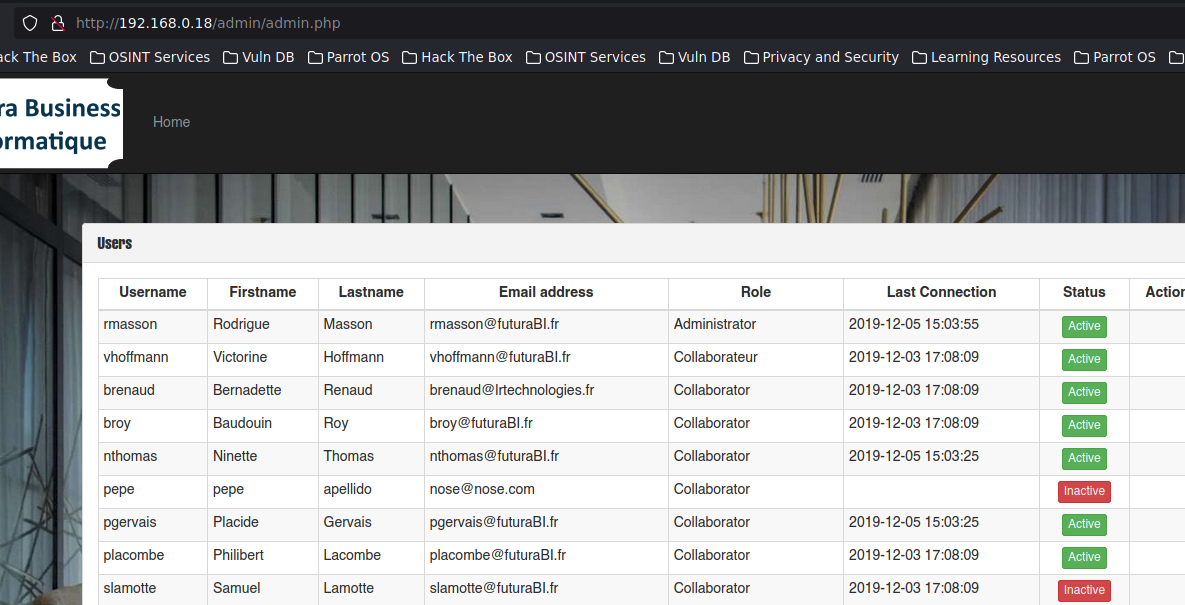 http://192.168.0.18/admin/admin.php
ack The Box OSINT Services Vuln DB Parrot OS Hack The Box OSINT Services Vuln DB Privacy and Security Learning Resources Parrot OS
ra Business
ormatique
Home
Users
Username Firstname Lastname Email address Role Last Connection Status Action
rmasson Rodrigue Masson rmasson@futuraBI.fr Administrator 2019-12-05 15:03:55 Active
vhoffmann Victorine Hoffmann vhoffmann@futuraBI.fr Collaborateur 2019-12-03 17:08:09 Active
brenaud Bernadette Renaud brenaud@lrtechnologies.fr Collaborator 2019-12-03 17:08:09 Active
broy Baudouin Roy broy@futuraBI.fr Collaborator 2019-12-03 17:08:09 Active
nthomas Ninette Thomas nthomas@futuraBI.fr Collaborator 2019-12-05 15:03:25 Active
pepe pepe apellido nose@nose.com Collaborator Inactive
pgervais Placide Gervais pgervais@futuraBI.fr Collaborator 2019-12-05 15:03:25 Active
placombe Philibert Lacombe placombe@futuraBI.fr Collaborator 2019-12-03 17:08:09 Active
slamotte Samuel Lamotte slamotte@futuraBI.fr Collaborator 2019-12-03 17:08:09 Inactive